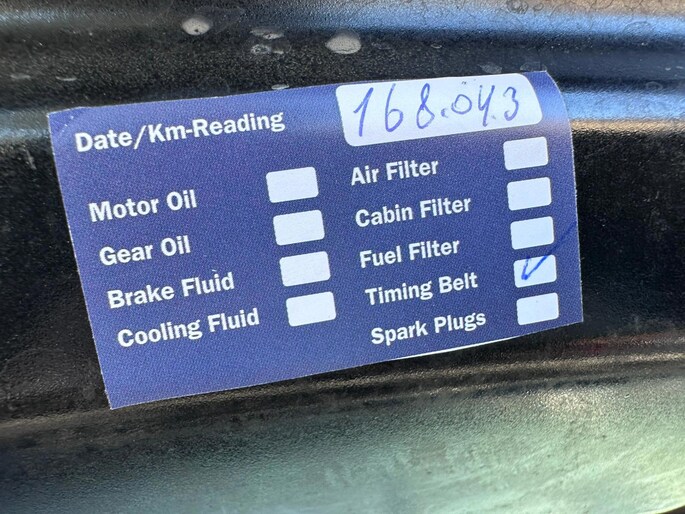 Date/Km-Reading 168.043
Motor Oil
Gear Oil
Brake Fluid
Cooling Fluid
Air Filter
Cabin Filter
Fuel Filter
Timing Belt
Spark Plugs